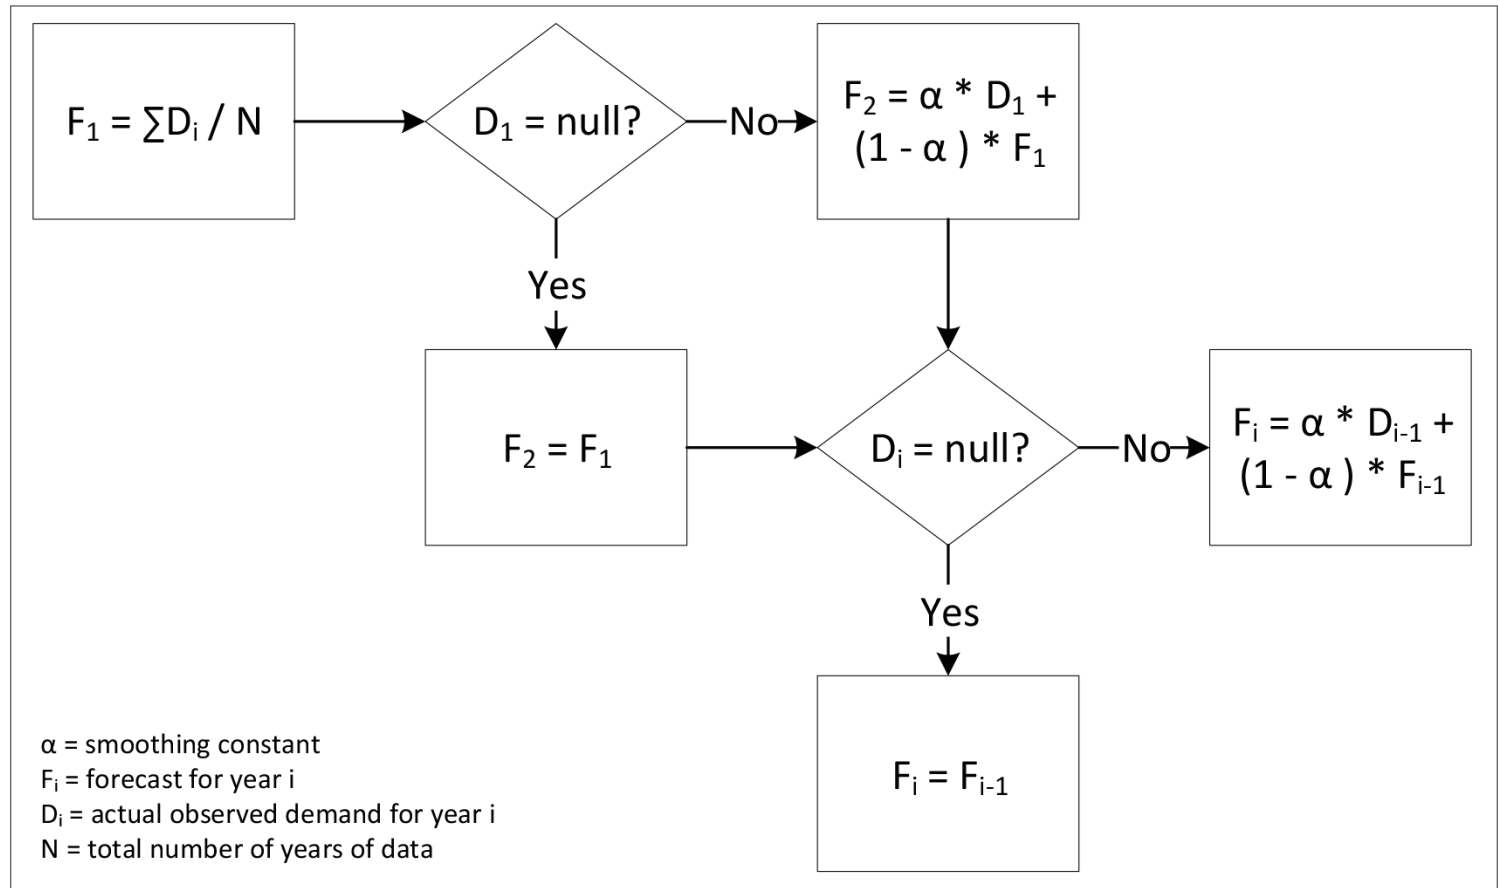 F₁ = ∑Dᵢ / N
D₁ = null?
No
F₂ = α * D₁ +
(1 - α ) * F₁
Yes
F₂ = F₁
Dᵢ = null?
No
Fᵢ = α * Dᵢ₋₁ +
(1 - α ) * Fᵢ₋₁
Yes
Fᵢ = Fᵢ₋₁
α = smoothing constant
Fᵢ = forecast for year i
Dᵢ = actual observed demand for year i
N = total number of years of data